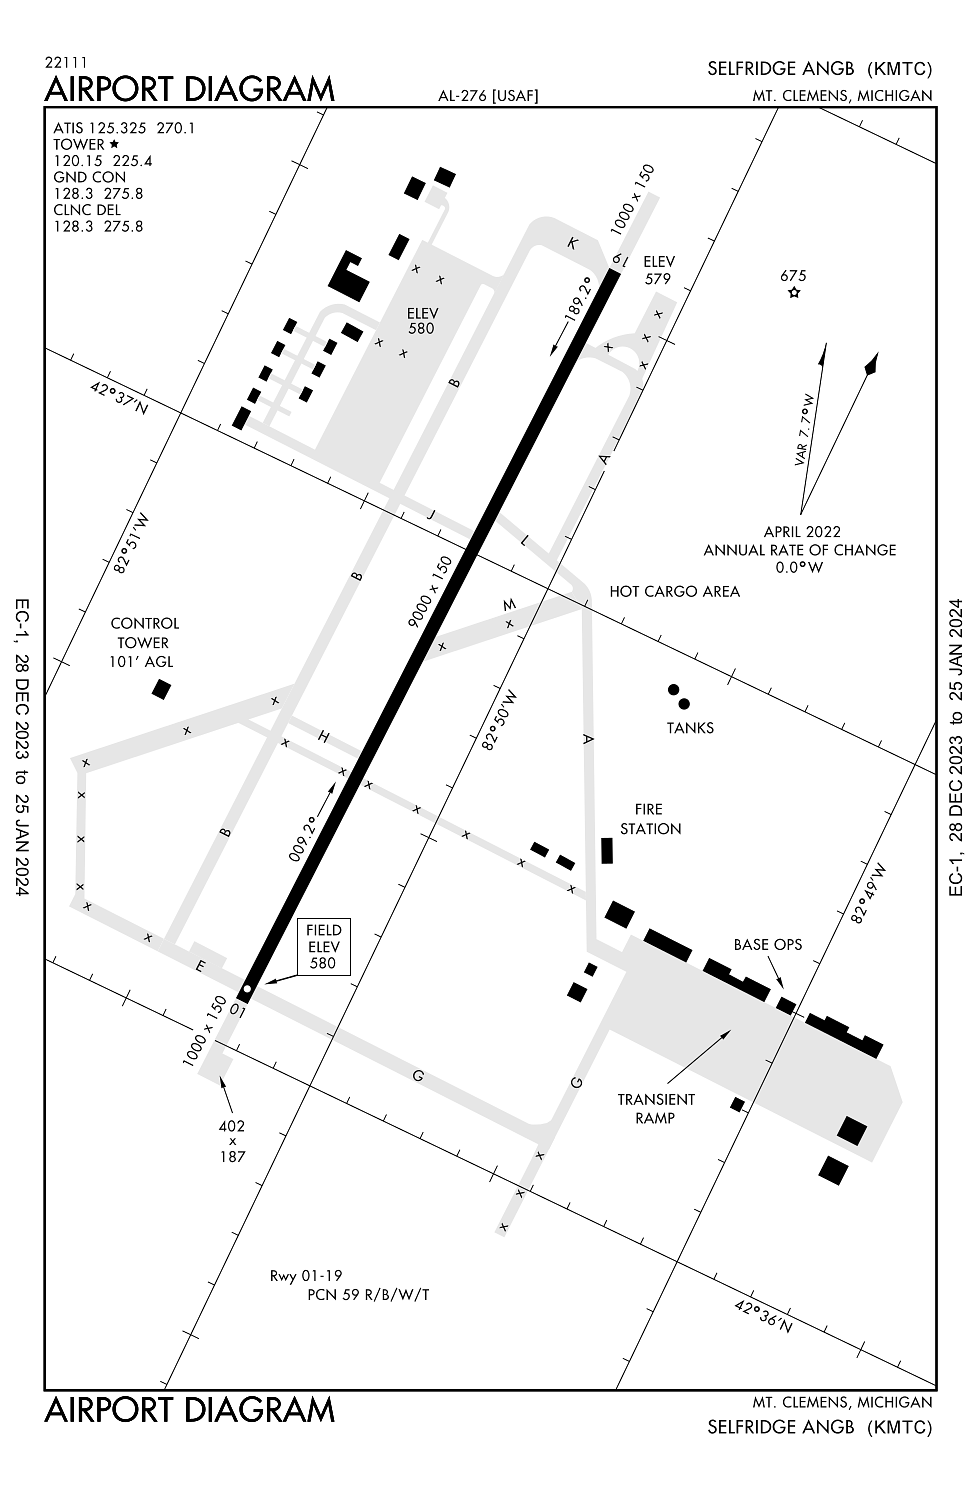 22111
AIRPORT DIAGRAM
AL-276 [USAF]
SELFRIDGE ANGB (KMTC)
MT. CLEMENS, MICHIGAN
ATIS 125.325 270.1
TOWER ★
120.15 225.4
GND CON
128.3 275.8
CLNC DEL
128.3 275.8
1000 x 150
K
19
ELEV
579
675
189.2°
ELEV
580
x
x
x
x
x
x
x
x
B
42°37'N
VAR 7.7°W
A
APRIL 2022
ANNUAL RATE OF CHANGE
0.0°W
J
L
82°51'W
9000 x 150
B
HOT CARGO AREA
M
x
x
CONTROL
TOWER
101' AGL
EC-1, 28 DEC 2023 to 25 JAN 2024
EC-1, 28 DEC 2023 to 25 JAN 2024
TANKS
82°50'W
x
x
x
H
A
x
x
x
x
x
x
x
x
x
x
x
x
x
B
009.2°
FIRE
STATION
82°49'W
FIELD
ELEV
580
BASE OPS
E
01
1000 x 150
G
G
TRANSIENT
RAMP
402
x
187
x
x
x
Rwy 01-19
PCN 59 R/B/W/T
42°36'N
AIRPORT DIAGRAM
MT. CLEMENS, MICHIGAN
SELFRIDGE ANGB (KMTC)